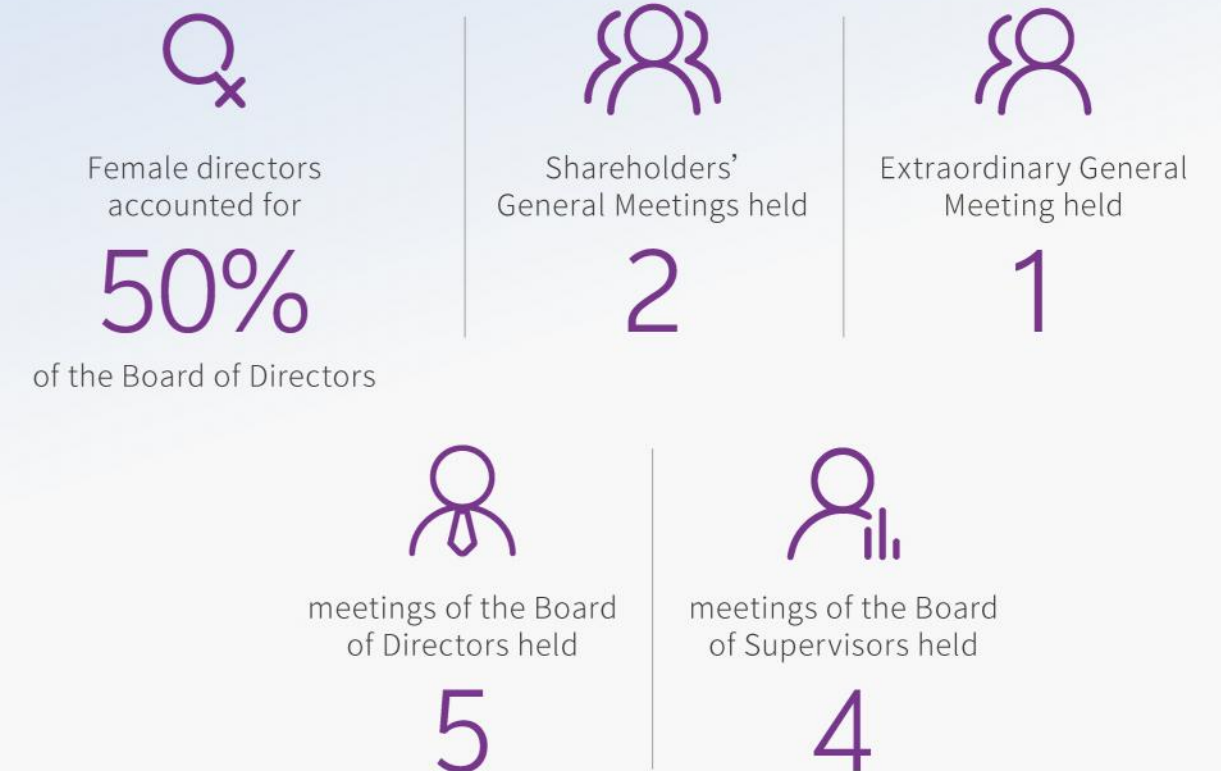 Female directors
accounted for
50%
of the Board of Directors
Shareholders’
General Meetings held
2
Extraordinary General
Meeting held
1
meetings of the Board
of Directors held
5
meetings of the Board
of Supervisors held
4